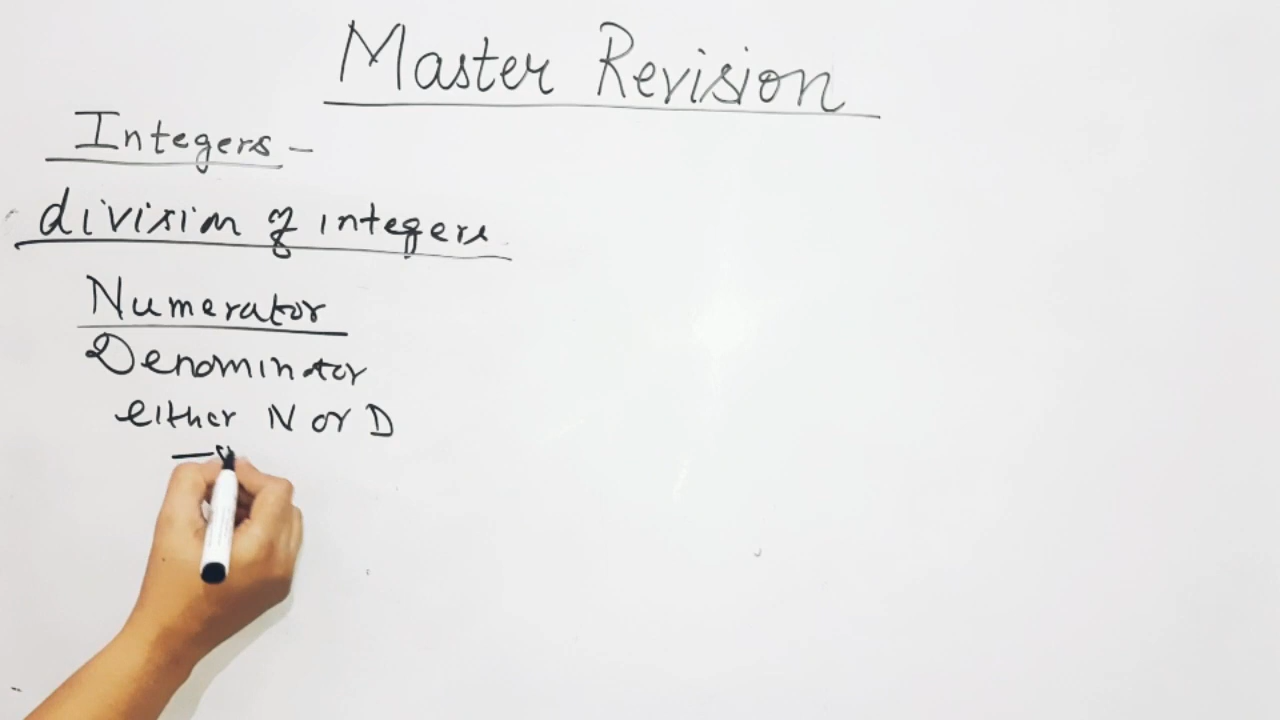 Master Revision
Integers -
division of integers
Numerator
Denominator
either N or D